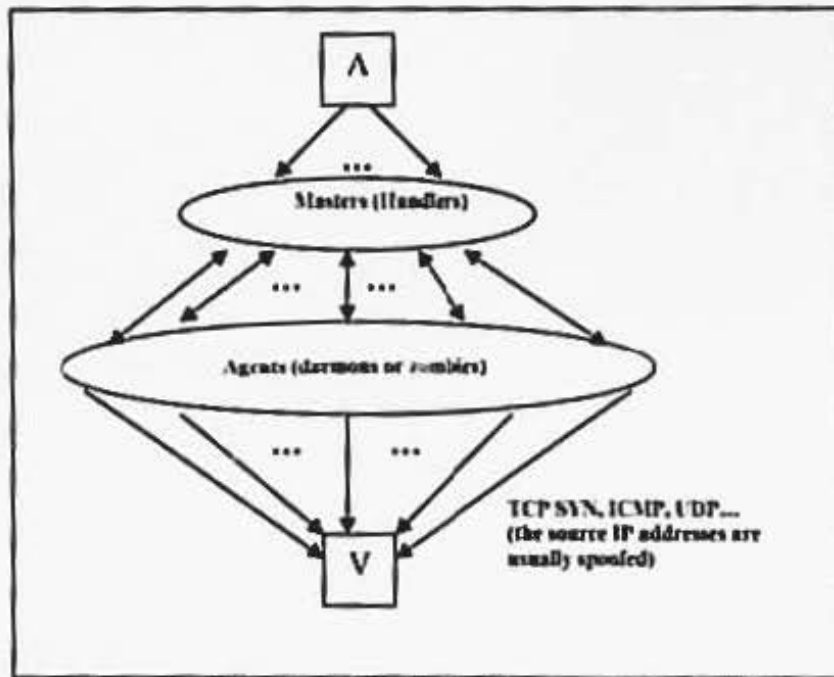 A
...
Masters (Handlers)
... ...
Agents (daemons or zombies)
... ...
TCP SYN, ICMP, UDP....
(the source IP addresses are
usually spoofed)
V